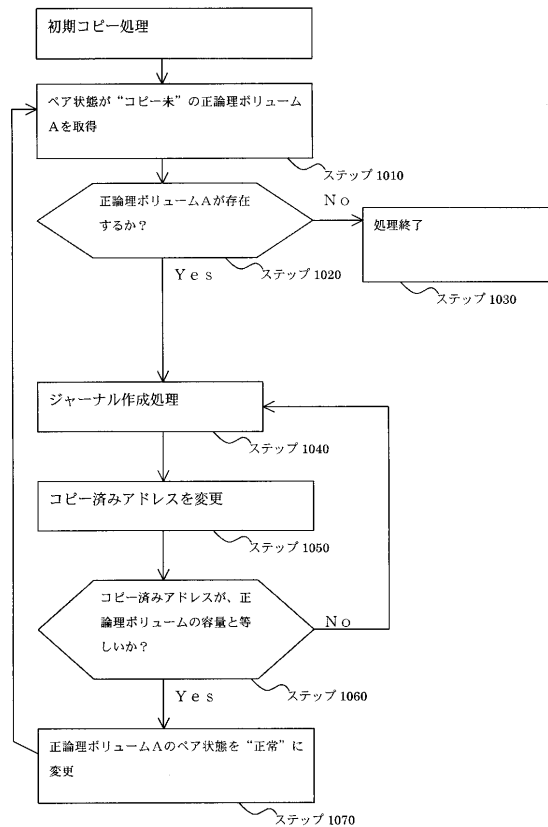 初期コピー処理
ペア状態が“コピー未”の正論理ボリューム
Aを取得
ステップ 1010
正論理ボリュームAが存在
するか？
No
ステップ 1020
処理終了
ステップ 1030
Yes
ジャーナル作成処理
ステップ 1040
コピー済みアドレスを変更
ステップ 1050
コピー済みアドレスが、正
論理ボリュームの容量と等
しいか？
No
ステップ 1060
Yes
正論理ボリュームAのペア状態を“正常”に
変更
ステップ 1070